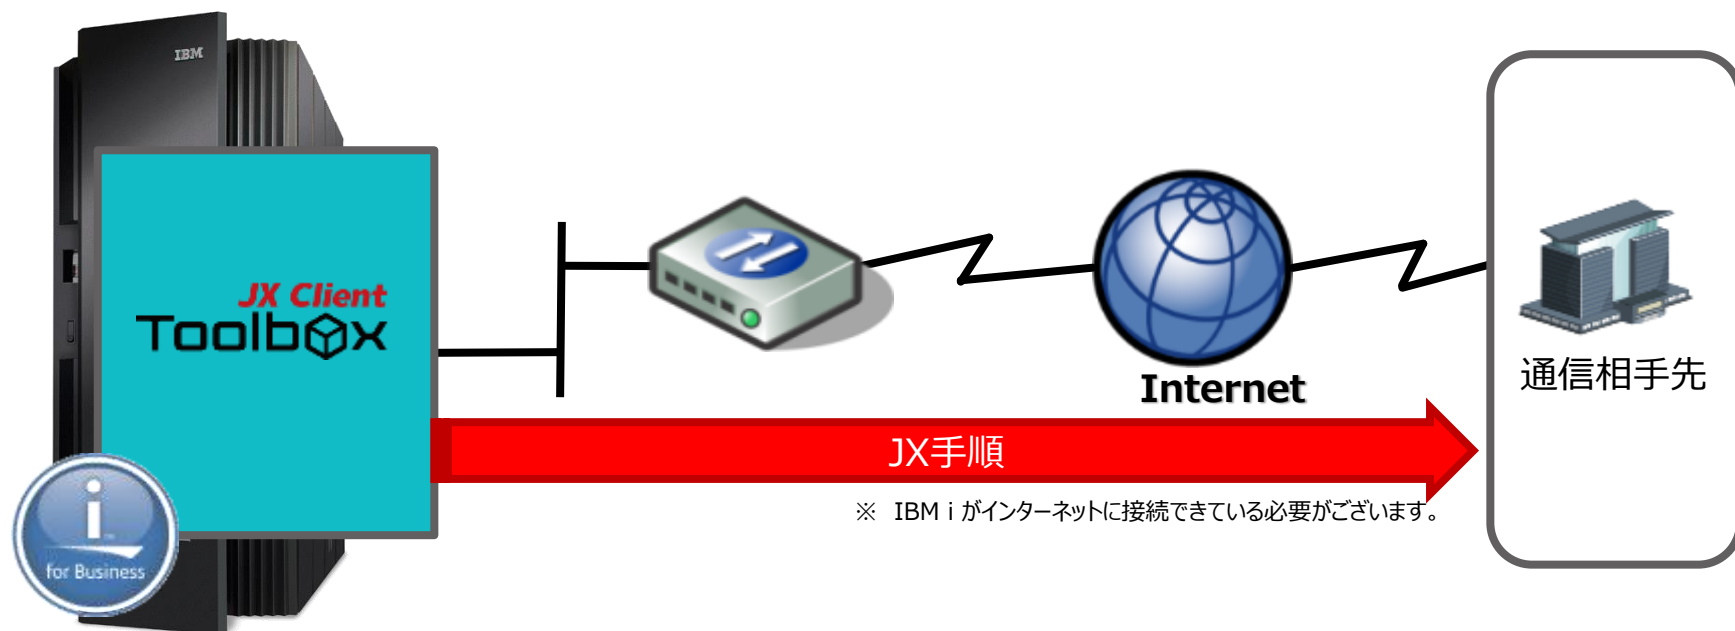 IBM
JX Client
Toolbox
i
for Business
Internet
通信相手先
JX手順
※ IBM i がインターネットに接続できている必要がございます。